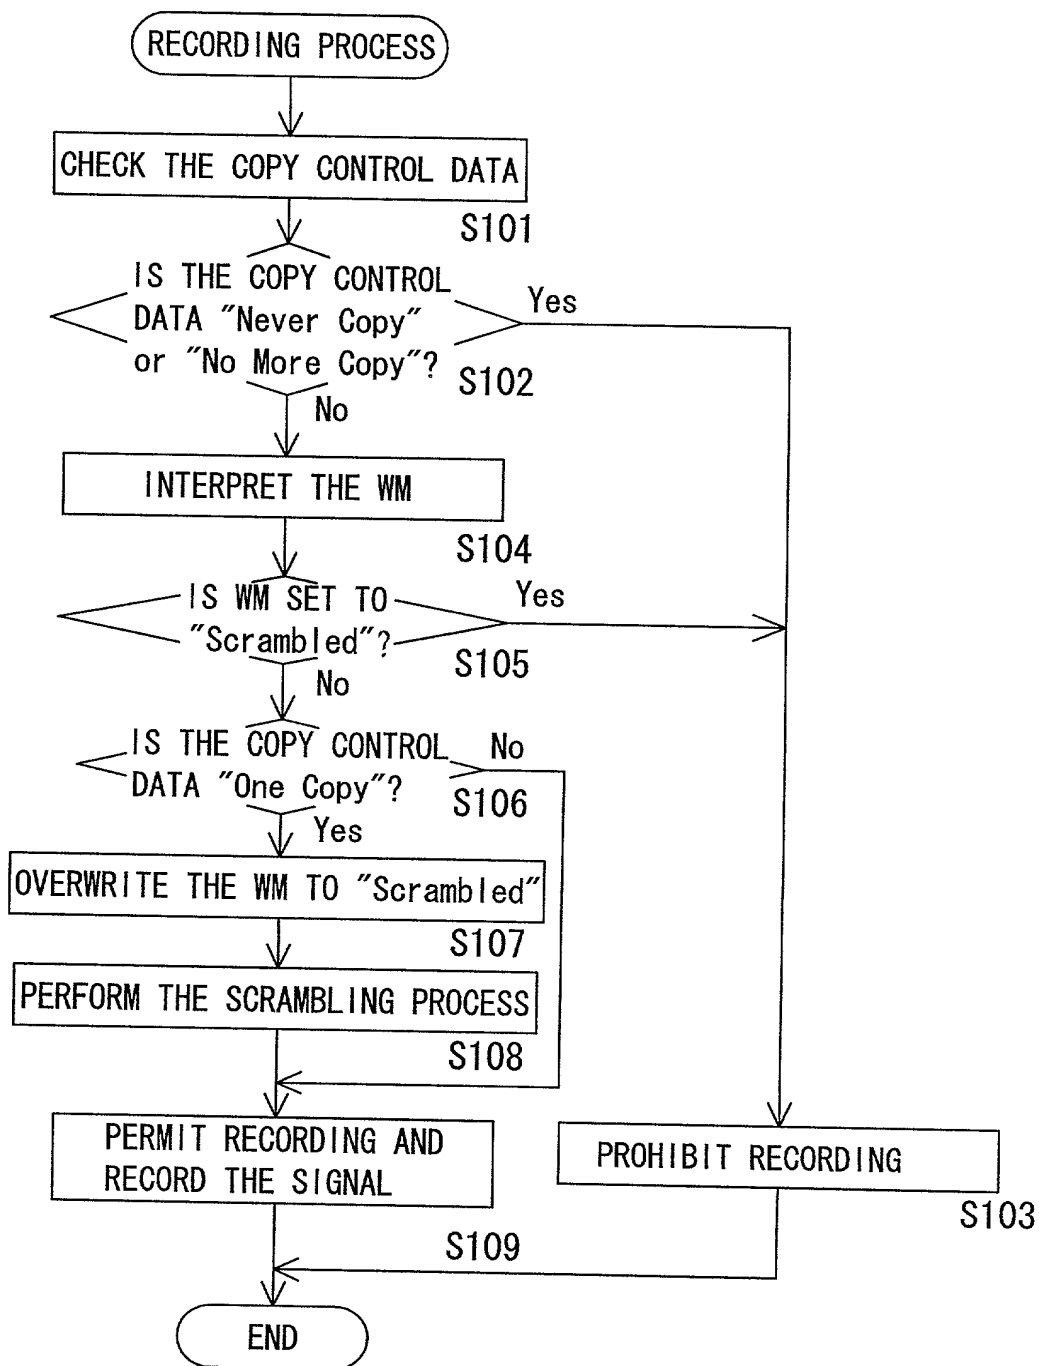 RECORDING PROCESS
CHECK THE COPY CONTROL DATA
S101
IS THE COPY CONTROL
DATA "Never Copy"
or "No More Copy"?
Yes
S102
No
INTERPRET THE WM
S104
IS WM SET TO
"Scrambled"?
Yes
S105
No
IS THE COPY CONTROL
DATA "One Copy"?
No
S106
Yes
OVERWRITE THE WM TO "Scrambled"
S107
PERFORM THE SCRAMBLING PROCESS
S108
PERMIT RECORDING AND
RECORD THE SIGNAL
S109
PROHIBIT RECORDING
S103
END